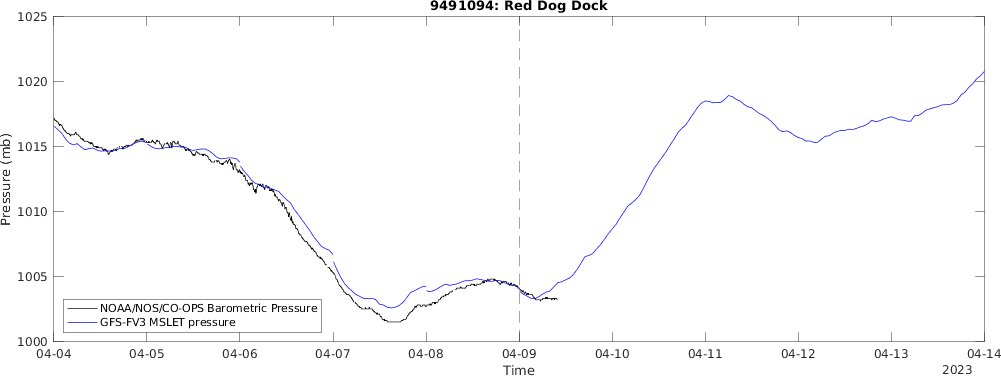 9491094: Red Dog Dock
Pressure (mb)
1025
1020
1015
1010
1005
1000
NOAA/NOS/CO-OPS Barometric Pressure
GFS-FV3 MSLET pressure
04-04 04-05 04-06 04-07 04-08 04-09 04-10 04-11 04-12 04-13 04-14
Time
2023